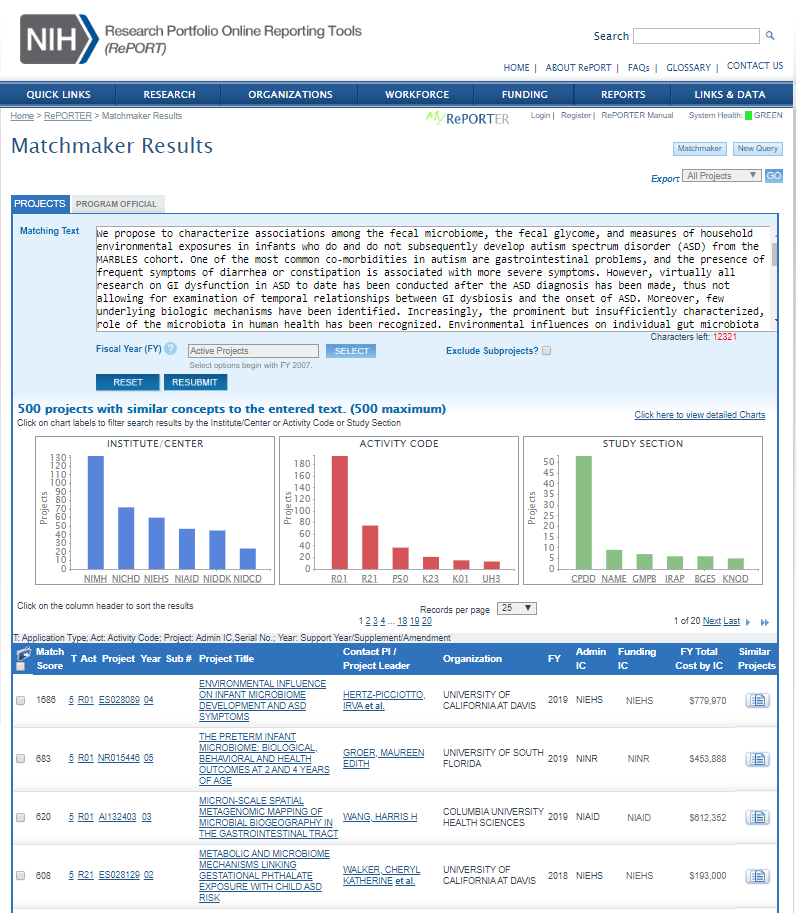 NIH
Research Portfolio Online Reporting Tools
(RePORT)
Search
HOME | ABOUT RePORT | FAQs | GLOSSARY | CONTACT US
QUICK LINKS RESEARCH ORGANIZATIONS WORKFORCE FUNDING REPORTS LINKS & DATA
Home > RePORTER > Matchmaker Results
My RePORTER
Login | Register | RePORTER Manual System Health: GREEN
Matchmaker Results
Matchmaker New Query
Export All Projects GO
PROJECTS PROGRAM OFFICIAL
Matching Text
We propose to characterize associations among the fecal microbiome, the fecal glycome, and measures of household
environmental exposures in infants who do and do not subsequently develop autism spectrum disorder (ASD) from the
MARBLES cohort. One of the most common co-morbidities in autism are gastrointestinal problems, and the presence of
frequent symptoms of diarrhea or constipation is associated with more severe symptoms. However, virtually all
research on GI dysfunction in ASD to date has been conducted after the ASD diagnosis has been made, thus not
allowing for examination of temporal relationships between GI dysbiosis and the onset of ASD. Moreover, few
underlying biologic mechanisms have been identified. Increasingly, the prominent but insufficiently characterized,
role of the microbiota in human health has been recognized. Environmental influences on individual gut microbiota
Characters left: 12321
Fiscal Year (FY) ? Active Projects SELECT Exclude Subprojects?
Select options begin with FY 2007.
RESET RESUBMIT
500 projects with similar concepts to the entered text. (500 maximum)
Click on chart labels to filter search results by the Institute/Center or Activity Code or Study Section
Click here to view detailed Charts
INSTITUTE/CENTER
Projects
130
120
110
100
90
80
70
60
50
40
30
20
10
0
NIMH NICHD NIEHS NIAID NIDDK NIDCD
ACTIVITY CODE
Projects
180
160
140
120
100
80
60
40
20
0
R01 R21 P50 K23 K01 UH3
STUDY SECTION
Projects
50
45
40
35
30
25
20
15
10
5
0
CPDD NAME GMPB IRAP BGES KNOD
Click on the column header to sort the results
Records per page 25
1 2 3 4 ... 18 19 20
1 of 20 Next Last
T: Application Type; Act: Activity Code; Project: Admin IC,Serial No.; Year: Support Year/Supplement/Amendment
Match Score T Act Project Year Sub # Project Title Contact PI / Project Leader Organization FY Admin IC Funding IC FY Total Cost by IC Similar Projects
1686 5 R01 ES028089 04
ENVIRONMENTAL INFLUENCE
ON INFANT MICROBIOME
DEVELOPMENT AND ASD
SYMPTOMS
HERTZ-PICCIOTTO,
IRVA et al.
UNIVERSITY OF
CALIFORNIA AT DAVIS
2019 NIEHS NIEHS $779,970
683 5 R01 NR015446 05
THE PRETERM INFANT
MICROBIOME: BIOLOGICAL,
BEHAVIORAL AND HEALTH
OUTCOMES AT 2 AND 4 YEARS
OF AGE
GROER, MAUREEN
EDITH
UNIVERSITY OF SOUTH
FLORIDA
2019 NINR NINR $453,888
620 5 R01 AI132403 03
MICRON-SCALE SPATIAL
METAGENOMIC MAPPING OF
MICROBIAL BIOGEOGRAPHY IN
THE GASTROINTESTINAL TRACT
WANG, HARRIS H
COLUMBIA UNIVERSITY
HEALTH SCIENCES
2019 NIAID NIAID $612,352
608 5 R21 ES028129 02
METABOLIC AND MICROBIOME
MECHANISMS LINKING
GESTATIONAL PHTHALATE
EXPOSURE WITH CHILD ASD
RISK
WALKER, CHERYL
KATHERINE et al.
UNIVERSITY OF
CALIFORNIA AT DAVIS
2018 NIEHS NIEHS $193,000